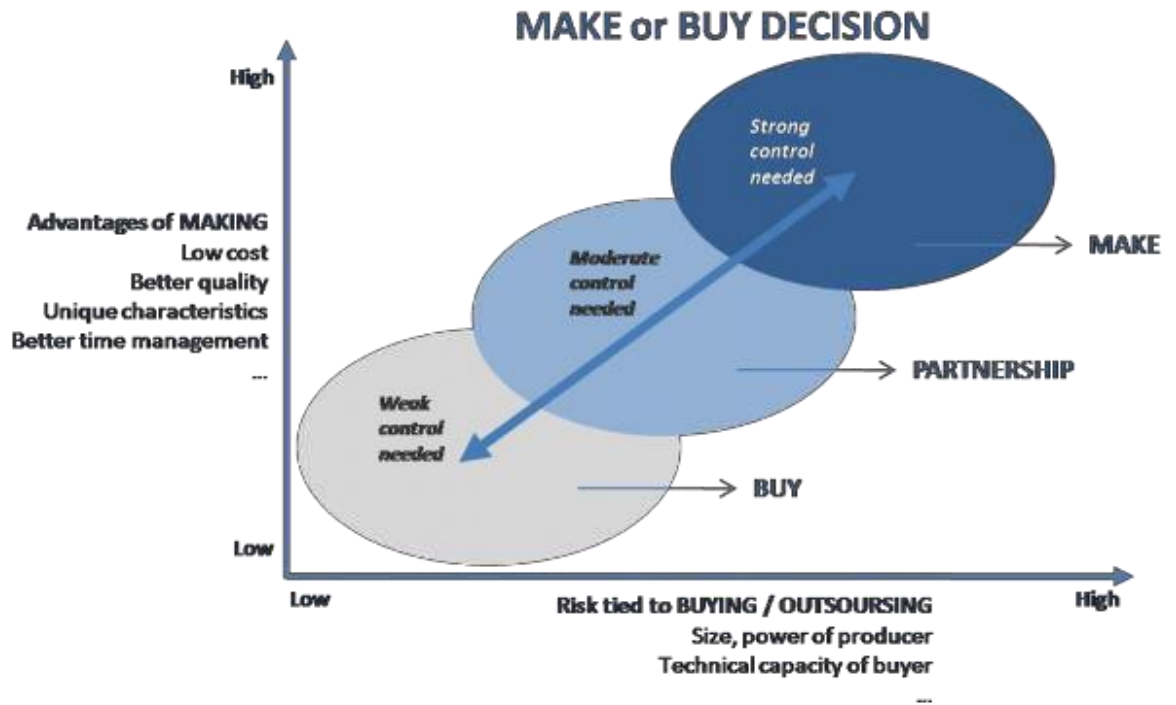 MAKE or BUY DECISION
High
Strong
control
needed
Advantages of MAKING
Low cost
Better quality
Unique characteristics
Better time management
...
Moderate
control
needed
MAKE
PARTNERSHIP
Weak
control
needed
BUY
Low
Low
Risk tied to BUYING / OUTSOURSING
High
Size, power of producer
Technical capacity of buyer
...